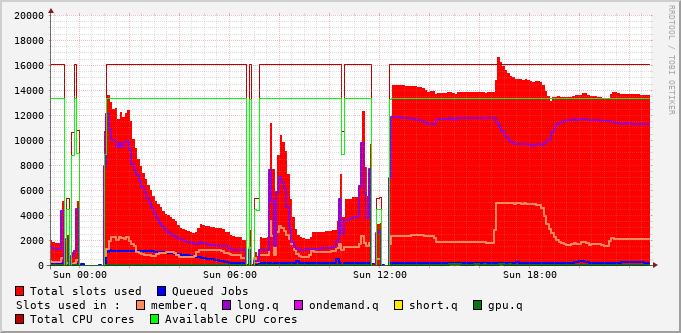 20000
18000
16000
14000
12000
10000
8000
6000
4000
2000
0
Sun 00:00 Sun 06:00 Sun 12:00 Sun 18:00
RRDTOOL / TOBI OETIKER
Total slots used Queued Jobs
Slots used in : member.q long.q ondemand.q short.q gpu.q
Total CPU cores Available CPU cores